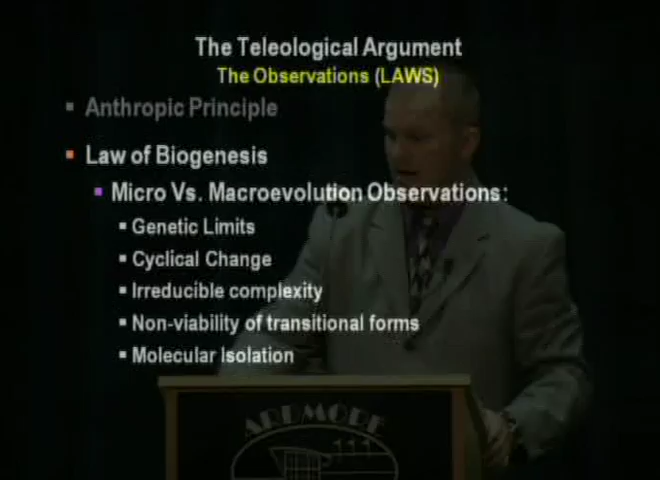 The Teleological Argument
The Observations (LAWS)
▪ Anthropic Principle
▪ Law of Biogenesis
▪ Micro Vs. Macroevolution Observations:
▪ Genetic Limits
▪ Cyclical Change
▪ Irreducible complexity
▪ Non-viability of transitional forms
▪ Molecular Isolation
ARDMORE